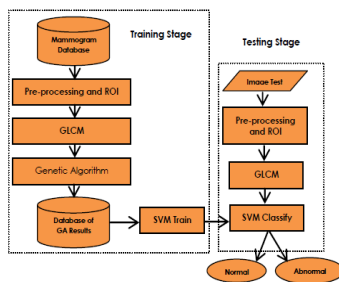 Training Stage
Mammogram
Database
Pre-processing and ROI
GLCM
Genetic Algorithm
Database of
GA Results
SVM Train
Testing Stage
Image Test
Pre-processing
and ROI
GLCM
SVM Classify
Normal
Abnormal